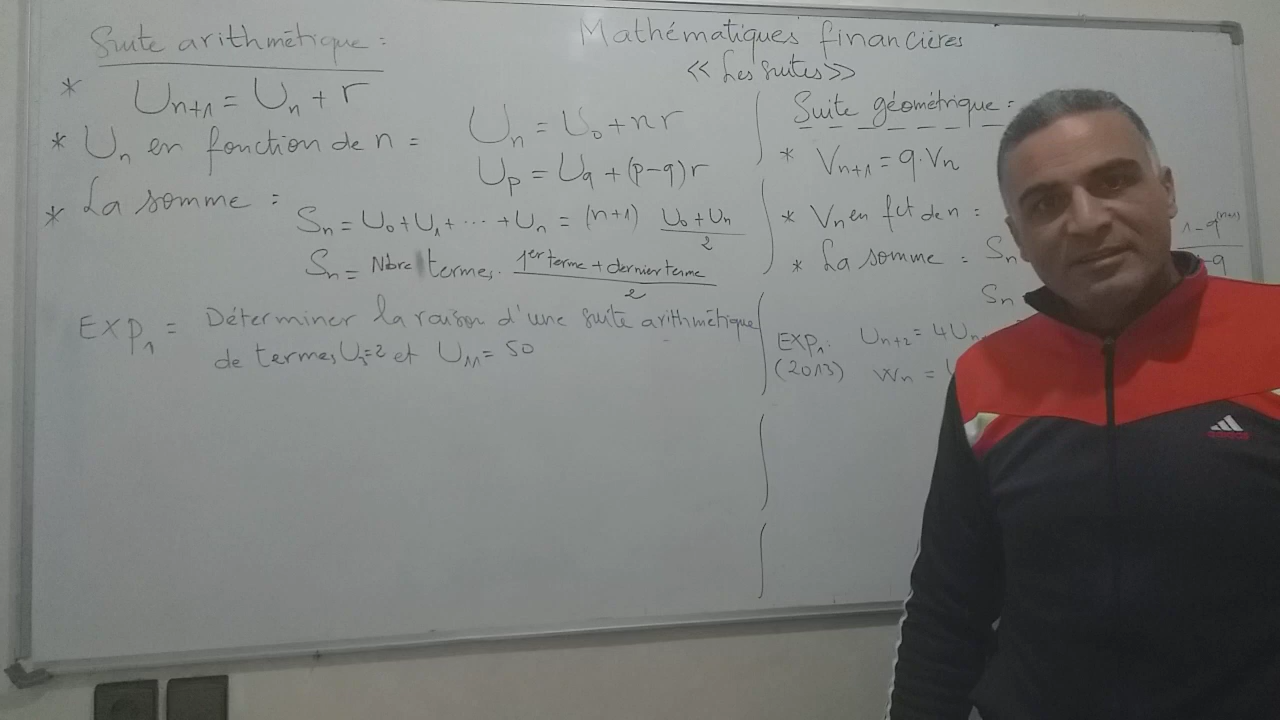 Mathématiques financières
<< Les suites >>
Suite arithmétique :
* Un+1 = Un + r
* Un en fonction de n = Un = U0 + nr
Up = Uq + (p-q)r
* La somme : Sn = U0 + U1 + ... + Un = (n+1) U0 + Un / 2
Sn = Nbre termes. 1er terme + dernier terme / 2
EXP1 = Déterminer la raison d'une suite arithmétique
de termes et U11 = 50
Suite géométrique :
* Vn+1 = q.Vn
* Vn en fct de n =
* La somme = Sn 1-q^(n+1) / -q
Sn
EXP1: Un+2 = 4Un
(2013) Wn =
adidas